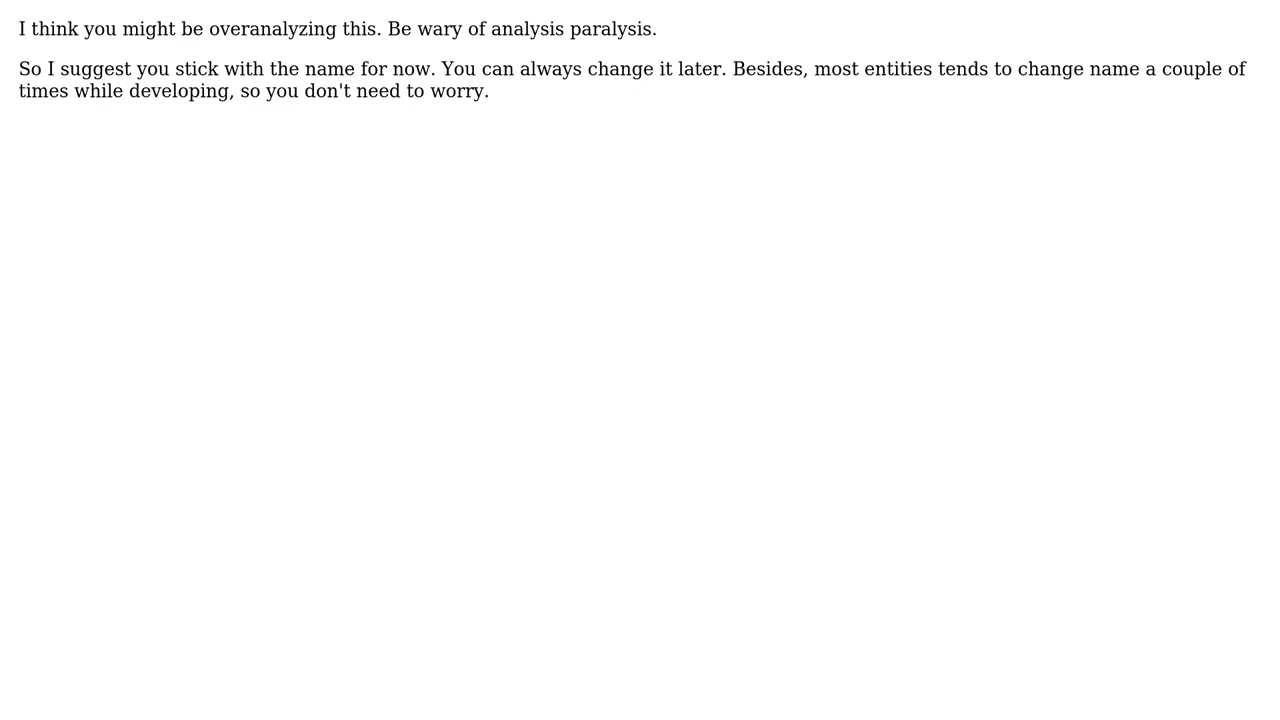 I think you might be overanalyzing this. Be wary of analysis paralysis.
So I suggest you stick with the name for now. You can always change it later. Besides, most entities tends to change name a couple of
times while developing, so you don't need to worry.